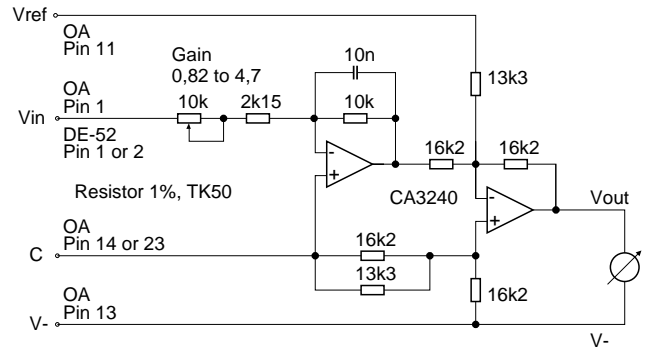 Vref
OA
Pin 11
Gain
0,82 to 4,7
10n
13k3
OA
Pin 1
Vin
10k
2k15
10k
DE-52
Pin 1 or 2
-
+
16k2
16k2
Resistor 1%, TK50
CA3240
-
+
Vout
OA
Pin 14 or 23
C
16k2
13k3
16k2
OA
Pin 13
V-
V-